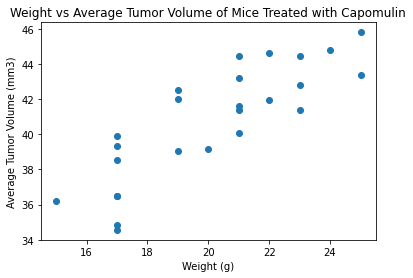 Weight vs Average Tumor Volume of Mice Treated with Capomulin
Average Tumor Volume (mm3)
46
44
42
40
38
36
34
16 18 20 22 24
Weight (g)